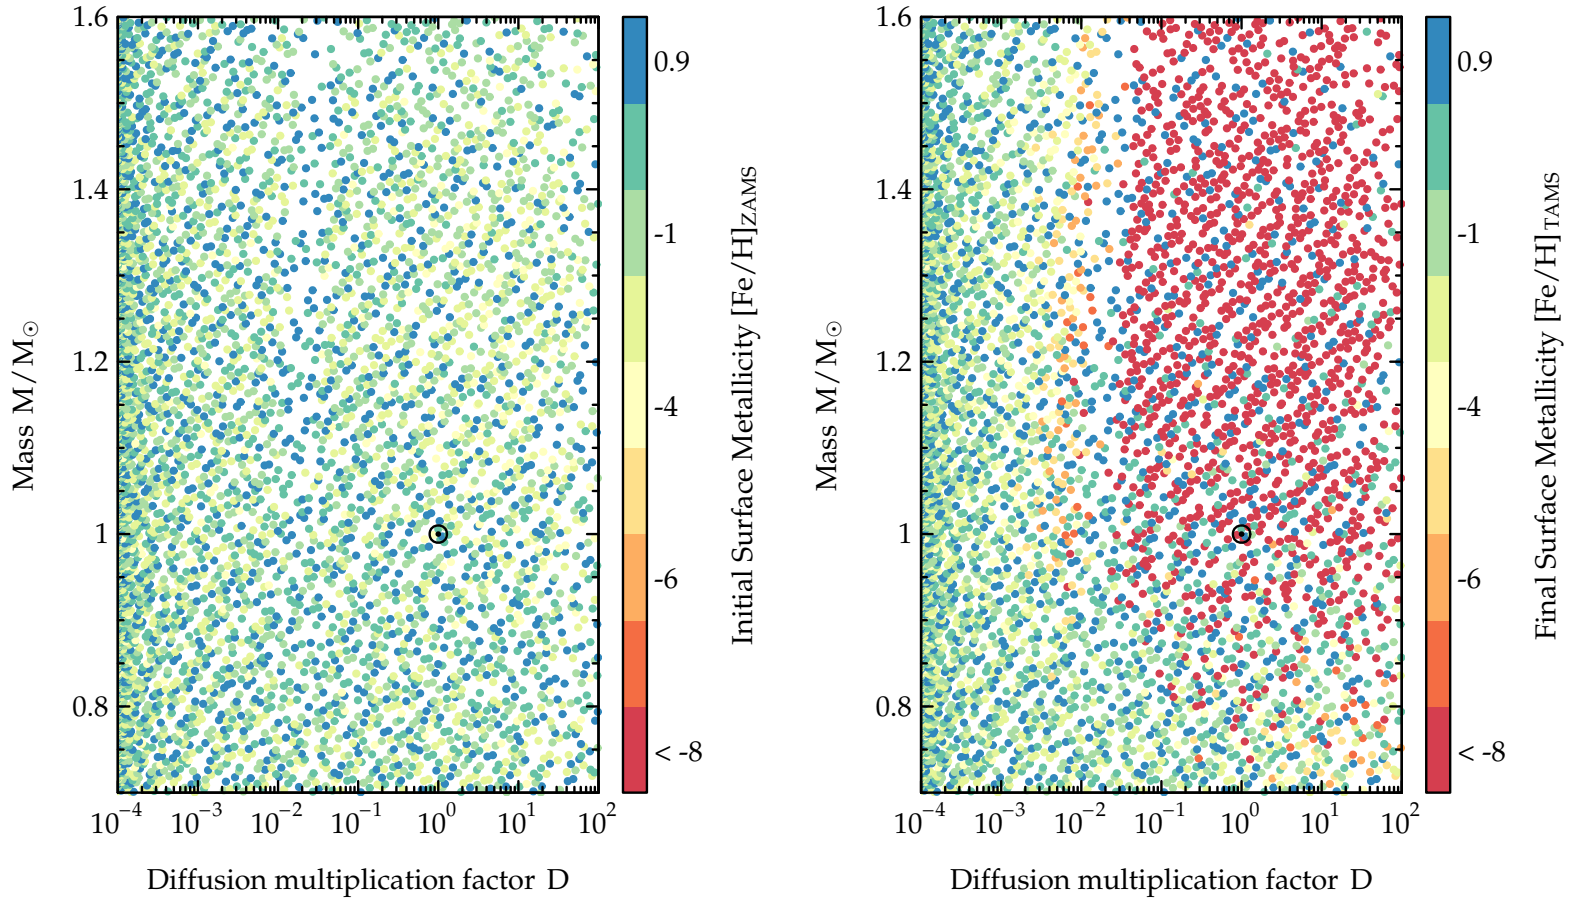 1.6
1.4
1.2
1
0.8
Mass M/M☉
10⁻⁴ 10⁻³ 10⁻² 10⁻¹ 10⁰ 10¹ 10²
Diffusion multiplication factor D
0.9
-1
-4
-6
< -8
Initial Surface Metallicity [Fe/H]ZAMS
1.6
1.4
1.2
1
0.8
Mass M/M☉
10⁻⁴ 10⁻³ 10⁻² 10⁻¹ 10⁰ 10¹ 10²
Diffusion multiplication factor D
0.9
-1
-4
-6
< -8
Final Surface Metallicity [Fe/H]TAMS